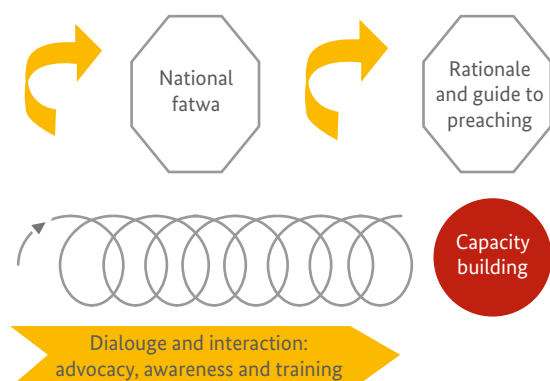 National
fatwa
Rationale
and guide to
preaching
Capacity
building
Dialouge and interaction:
advocacy, awareness and training